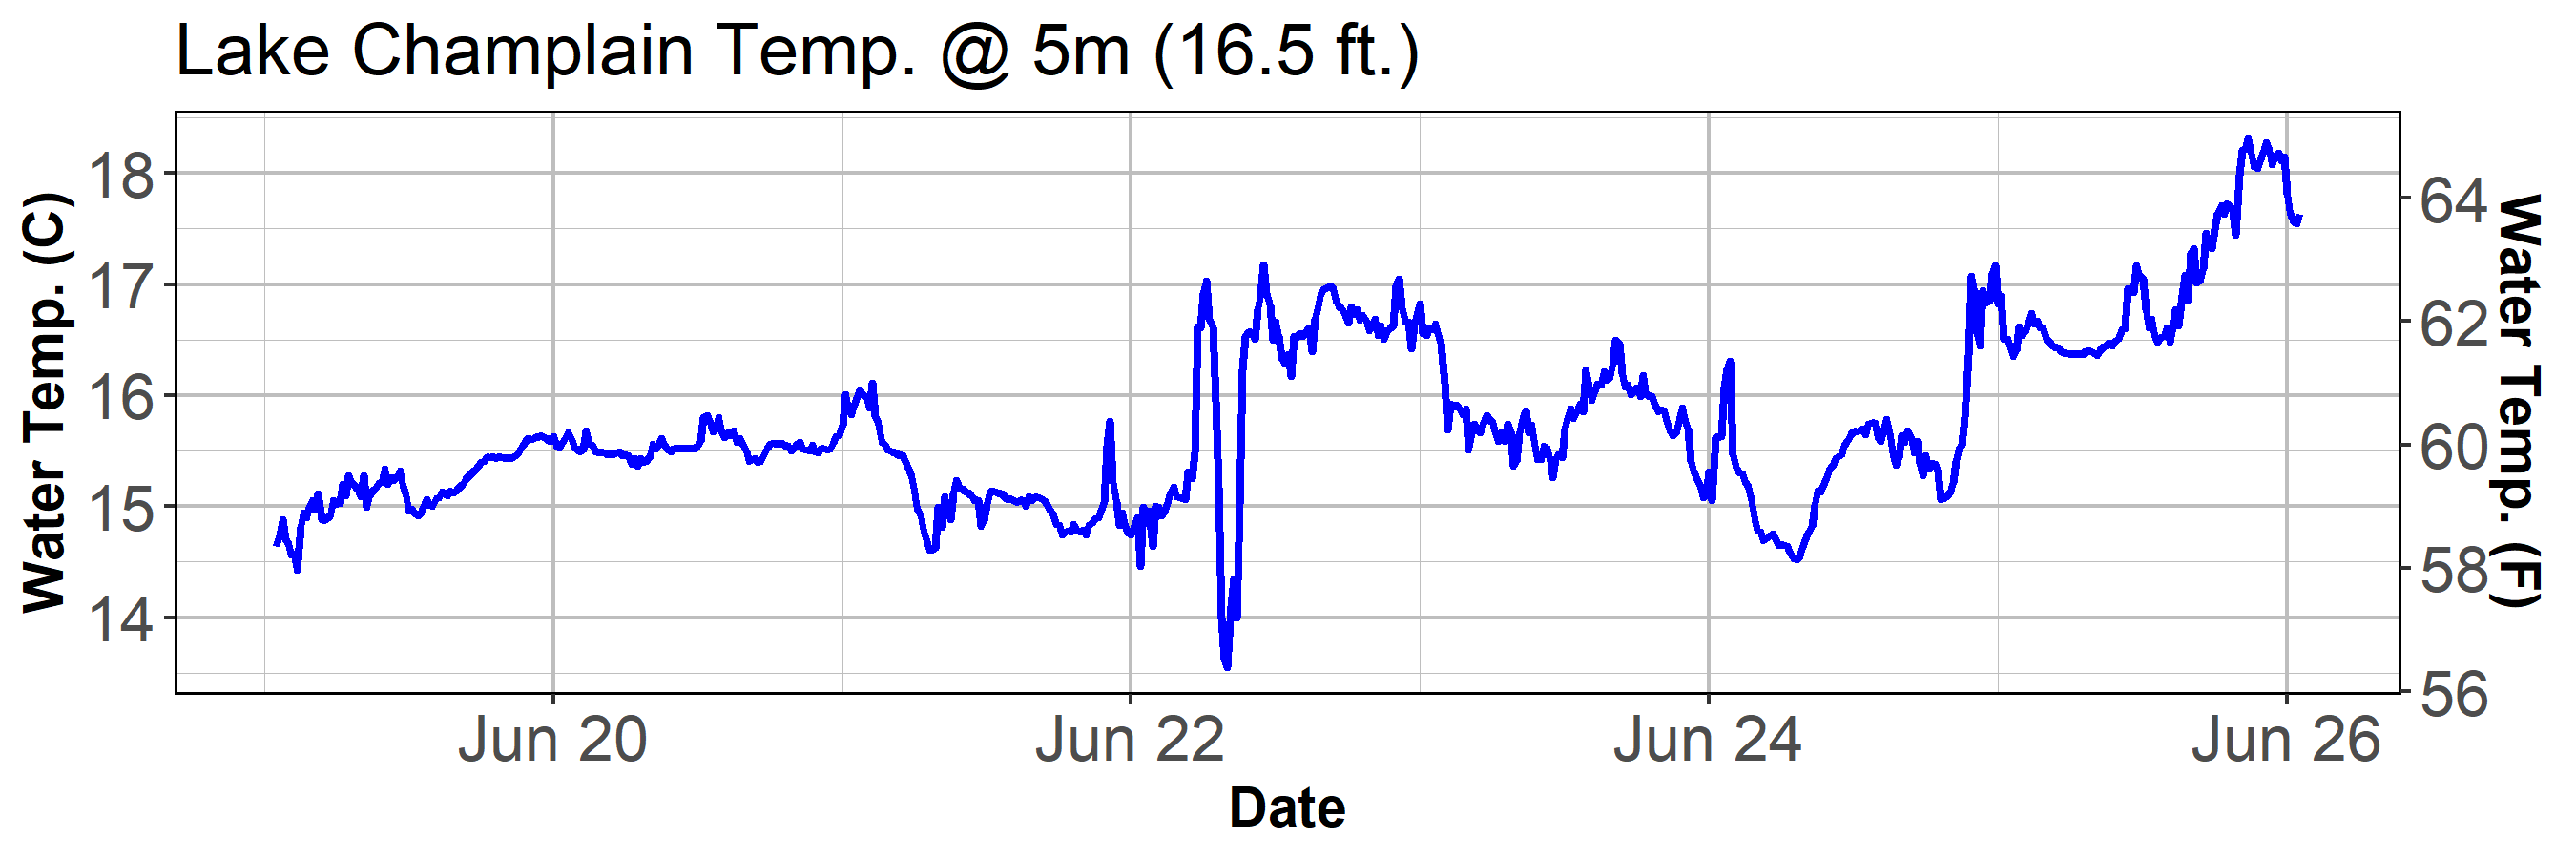 Lake Champlain Temp. @ 5m (16.5 ft.)
Water Temp. (C)
18
17
16
15
14
64
62
60
58
56
Water Temp. (F)
Jun 20
Jun 22
Jun 24
Jun 26
Date